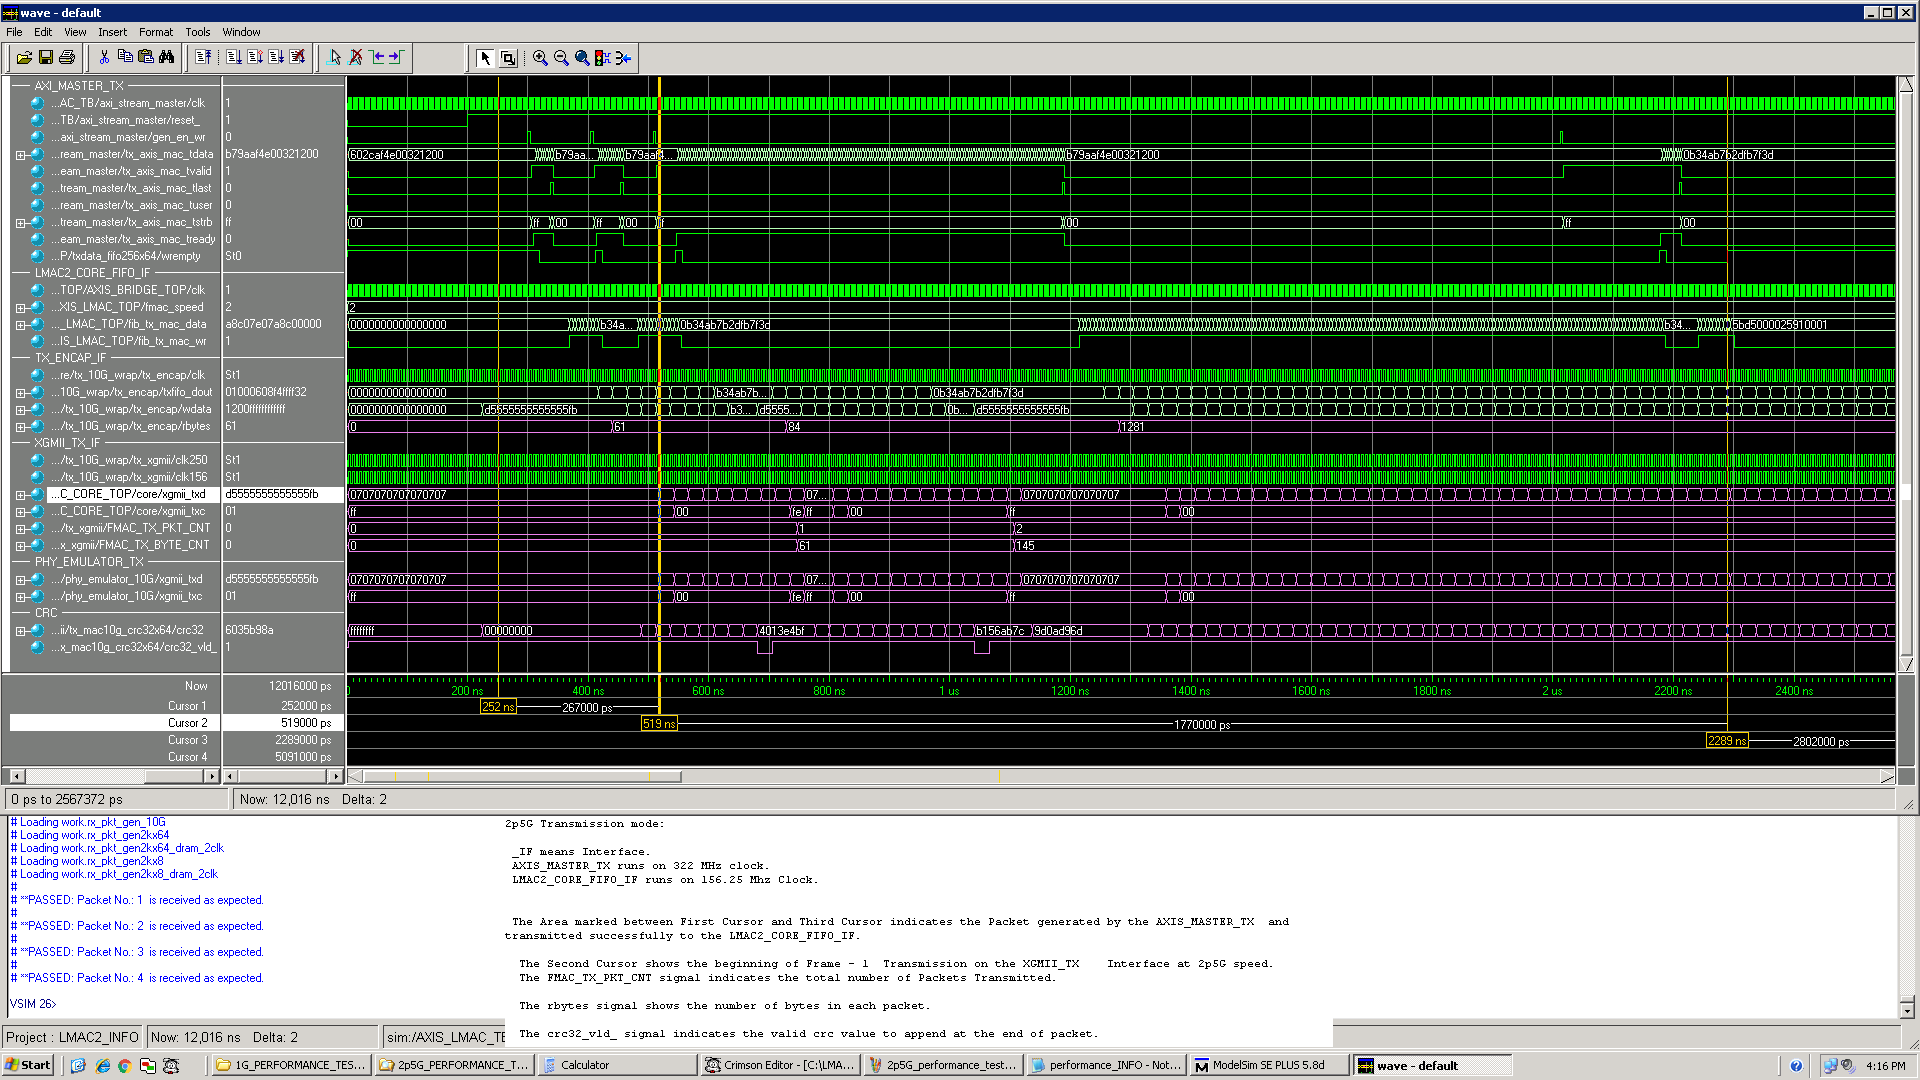 wave - default
File Edit View Insert Format Tools Window
AXI_MASTER_TX
...AC_TB/axi_stream_master/clk 1
...TB/axi_stream_master/reset_ 1
...axi_stream_master/gen_en_wr 0
...ream_master/tx_axis_mac_tdata b79aaf4e00321200 602caf4e00321200 b79aa... b79aaf... b79aaf4e00321200 0b34ab7b2dfb7f3d
...eam_master/tx_axis_mac_tvalid 1
...tream_master/tx_axis_mac_tlast 0
...ream_master/tx_axis_mac_tuser 0
...tream_master/tx_axis_mac_tstrb ff 00 ff 00 ff 00 f 00 ff 00
...eam_master/tx_axis_mac_tready 0
...P/txdata_fifo256x64/wrempty St0
LMAC2_CORE_FIFO_IF
...TOP/AXIS_BRIDGE_TOP/clk 1
...XIS_LMAC_TOP/fmac_speed 2 2
..._LMAC_TOP/fib_tx_mac_data a8c07e07a8c00000 0000000000000000 b34a... 0b34ab7b2dfb7f3d b34... 5bd5000025910001
...IS_LMAC_TOP/fib_tx_mac_wr 1
TX_ENCAP_IF
...re/tx_10G_wrap/tx_encap/clk St1
...10G_wrap/tx_encap/txfifo_dout 01000608f4ffff32 0000000000000000 b34ab7b... 0b34ab7b2dfb7f3d
.../tx_10G_wrap/tx_encap/wdata 1200ffffffffffff 0000000000000000 d5555555555555fb b3... d5555... 0b... d5555555555555fb
.../tx_10G_wrap/tx_encap/rbytes 61 0 61 84 1281
XGMII_TX_IF
.../tx_10G_wrap/tx_xgmii/clk250 St1
.../tx_10G_wrap/tx_xgmii/clk156 St1
...C_CORE_TOP/core/xgmii_txd d5555555555555fb 0707070707070707 07... 0707070707070707
...C_CORE_TOP/core/xgmii_txc 01 ff 00 fe ff 00 ff 00
.../tx_xgmii/FMAC_TX_PKT_CNT 0 0 1 2
...x_xgmii/FMAC_TX_BYTE_CNT 0 0 61 145
PHY_EMULATOR_TX
.../phy_emulator_10G/xgmii_txd d5555555555555fb 0707070707070707 07... 0707070707070707
.../phy_emulator_10G/xgmii_txc 01 ff 00 fe ff 00 ff 00
CRC
...ii/tx_mac10g_crc32x64/crc32 6035b98a ffffffff 00000000 4013e4bf b156ab7c 9d0ad96d
...x_mac10g_crc32x64/crc32_vld_ 1
Now 12016000 ps 0 200 ns 400 ns 600 ns 800 ns 1 us 1200 ns 1400 ns 1600 ns 1800 ns 2 us 2200 ns 2400 ns
Cursor 1 252000 ps 252 ns 267000 ps
Cursor 2 519000 ps 519 ns 1770000 ps
Cursor 3 2289000 ps 2289 ns 2802000 ps
Cursor 4 5091000 ps
0 ps to 2567372 ps Now: 12,016 ns Delta: 2
# Loading work.rx_pkt_gen_10G
# Loading work.rx_pkt_gen2kx64
# Loading work.rx_pkt_gen2kx64_dram_2clk
# Loading work.rx_pkt_gen2kx8
# Loading work.rx_pkt_gen2kx8_dram_2clk
#
# **PASSED: Packet No.: 1 is received as expected.
#
# **PASSED: Packet No.: 2 is received as expected.
#
# **PASSED: Packet No.: 3 is received as expected.
#
# **PASSED: Packet No.: 4 is received as expected.
VSIM 26>
2p5G Transmission mode:
_IF means Interface.
AXIS_MASTER_TX runs on 322 MHz clock.
LMAC2_CORE_FIFO_IF runs on 156.25 Mhz Clock.
The Area marked between First Cursor and Third Cursor indicates the Packet generated by the AXIS_MASTER_TX and
transmitted successfully to the LMAC2_CORE_FIFO_IF.
The Second Cursor shows the beginning of Frame - 1 Transmission on the XGMII_TX Interface at 2p5G speed.
The FMAC_TX_PKT_CNT signal indicates the total number of Packets Transmitted.
The rbytes signal shows the number of bytes in each packet.
The crc32_vld_ signal indicates the valid crc value to append at the end of packet.
Project : LMAC2_INFO Now: 12,016 ns Delta: 2 sim:/AXIS_LMAC_TE
Start 1G_PERFORMANCE_TES... 2p5G_PERFORMANCE_T... Calculator Crimson Editor - [C:\LMA... 2p5G_performance_test... performance_INFO - Not... ModelSim SE PLUS 5.8d wave - default 4:16 PM